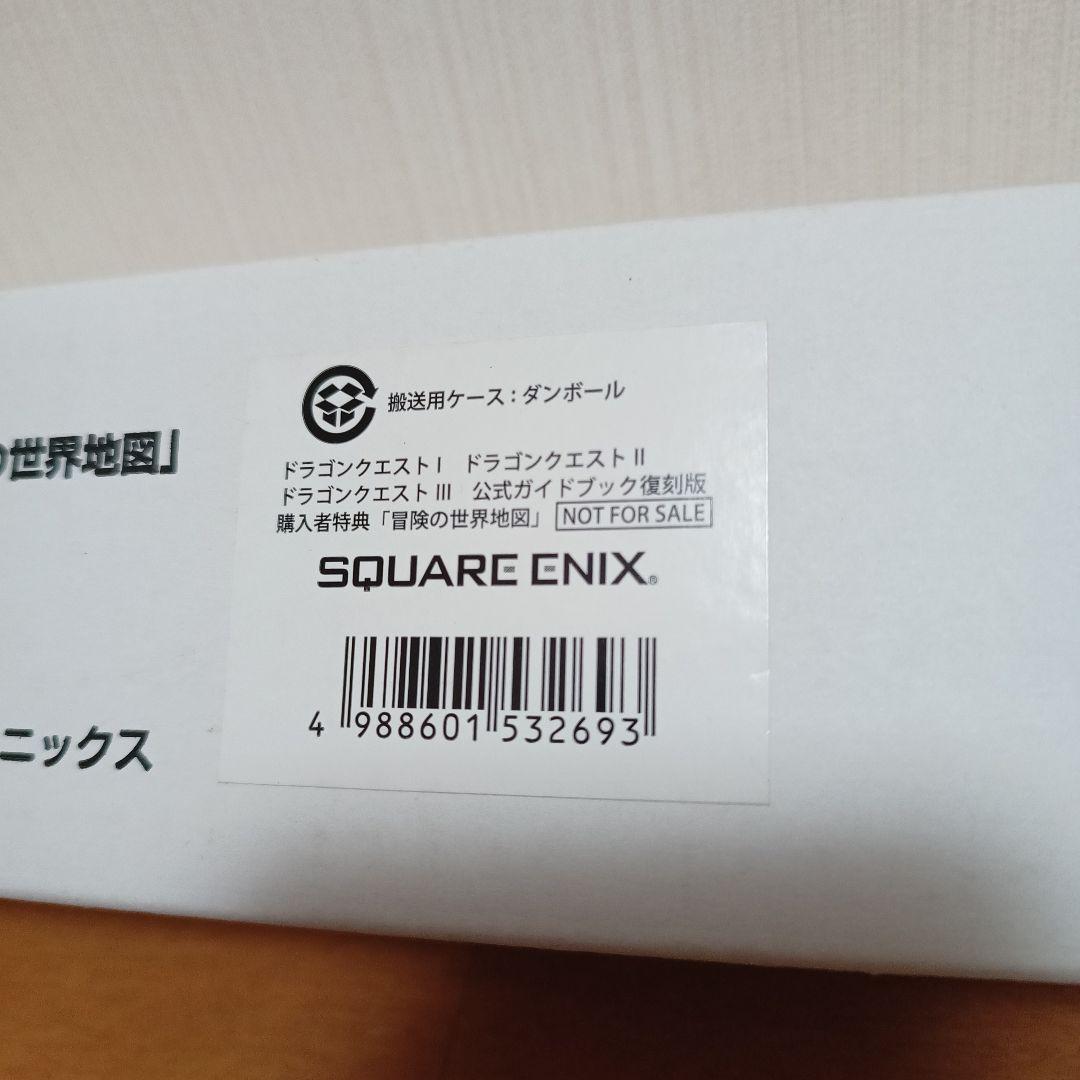 の世界地図」
ニックス
搬送用ケース：ダンボール
ドラゴンクエストI　ドラゴンクエストII
ドラゴンクエストIII　公式ガイドブック復刻版
購入者特典「冒険の世界地図」 NOT FOR SALE
SQUARE ENIX®
4 988601 532693